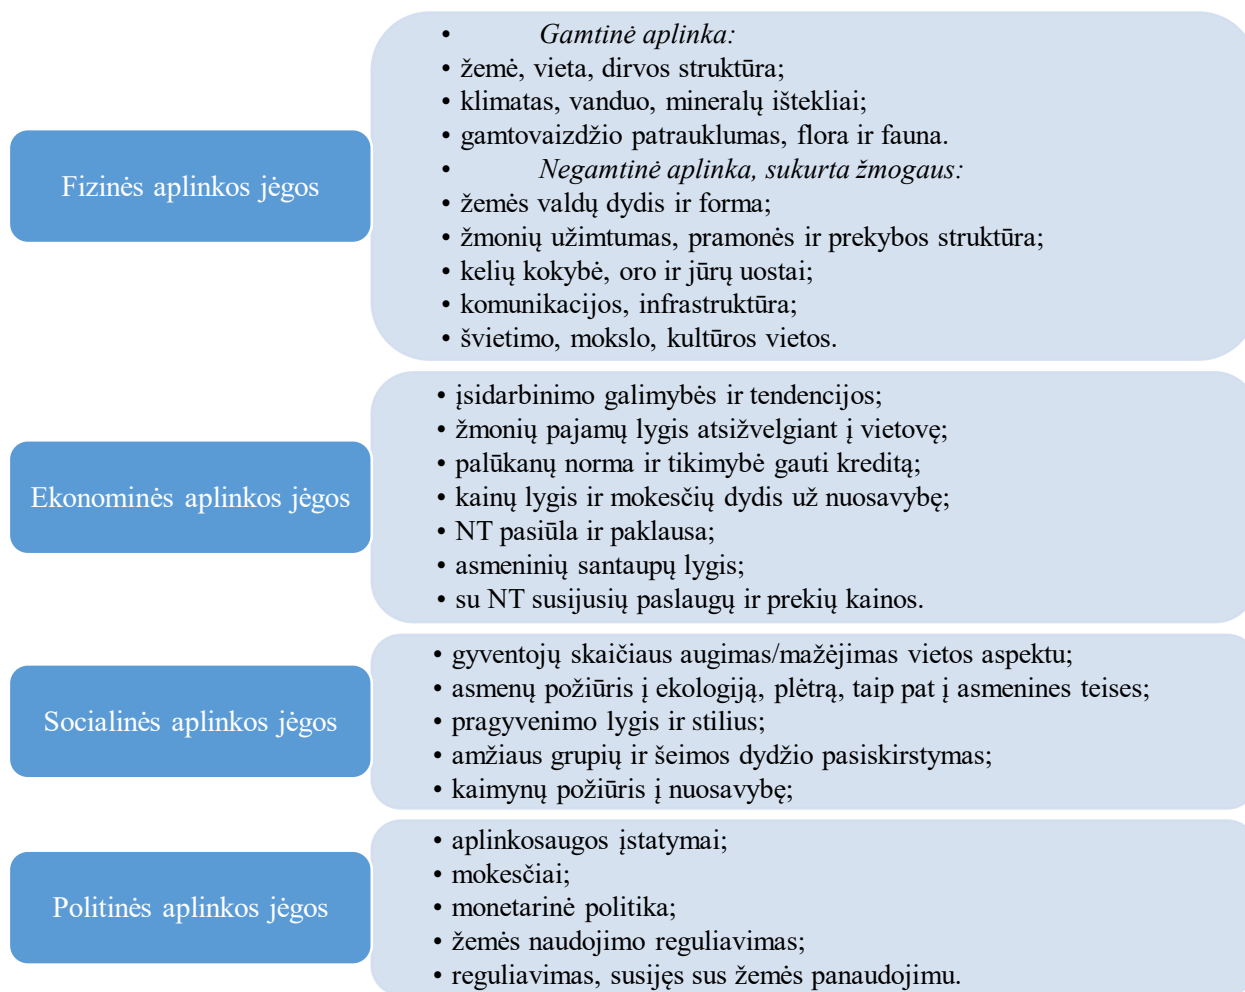 Fizinės aplinkos jėgos
• Gamtinė aplinka:
• žemė, vieta, dirvos struktūra;
• klimatas, vanduo, mineralų ištekliai;
• gamtovaizdžio patrauklumas, flora ir fauna.
• Negamtinė aplinka, sukurta žmogaus:
• žemės valdų dydis ir forma;
• žmonių užimtumas, pramonės ir prekybos struktūra;
• kelių kokybė, oro ir jūrų uostai;
• komunikacijos, infrastruktūra;
• švietimo, mokslo, kultūros vietos.
Ekonominės aplinkos jėgos
• įsidarbinimo galimybės ir tendencijos;
• žmonių pajamų lygis atsižvelgiant į vietovę;
• palūkanų norma ir tikimybė gauti kreditą;
• kainų lygis ir mokesčių dydis už nuosavybę;
• NT pasiūla ir paklausa;
• asmeninių santaupų lygis;
• su NT susijusių paslaugų ir prekių kainos.
Socialinės aplinkos jėgos
• gyventojų skaičiaus augimas/mažėjimas vietos aspektu;
• asmenų požiūris į ekologiją, plėtrą, taip pat į asmenines teises;
• pragyvenimo lygis ir stilius;
• amžiaus grupių ir šeimos dydžio pasiskirstymas;
• kaimynų požiūris į nuosavybę;
Politinės aplinkos jėgos
• aplinkosaugos įstatymai;
• mokesčiai;
• monetarinė politika;
• žemės naudojimo reguliavimas;
• reguliavimas, susijęs sus žemės panaudojimu.